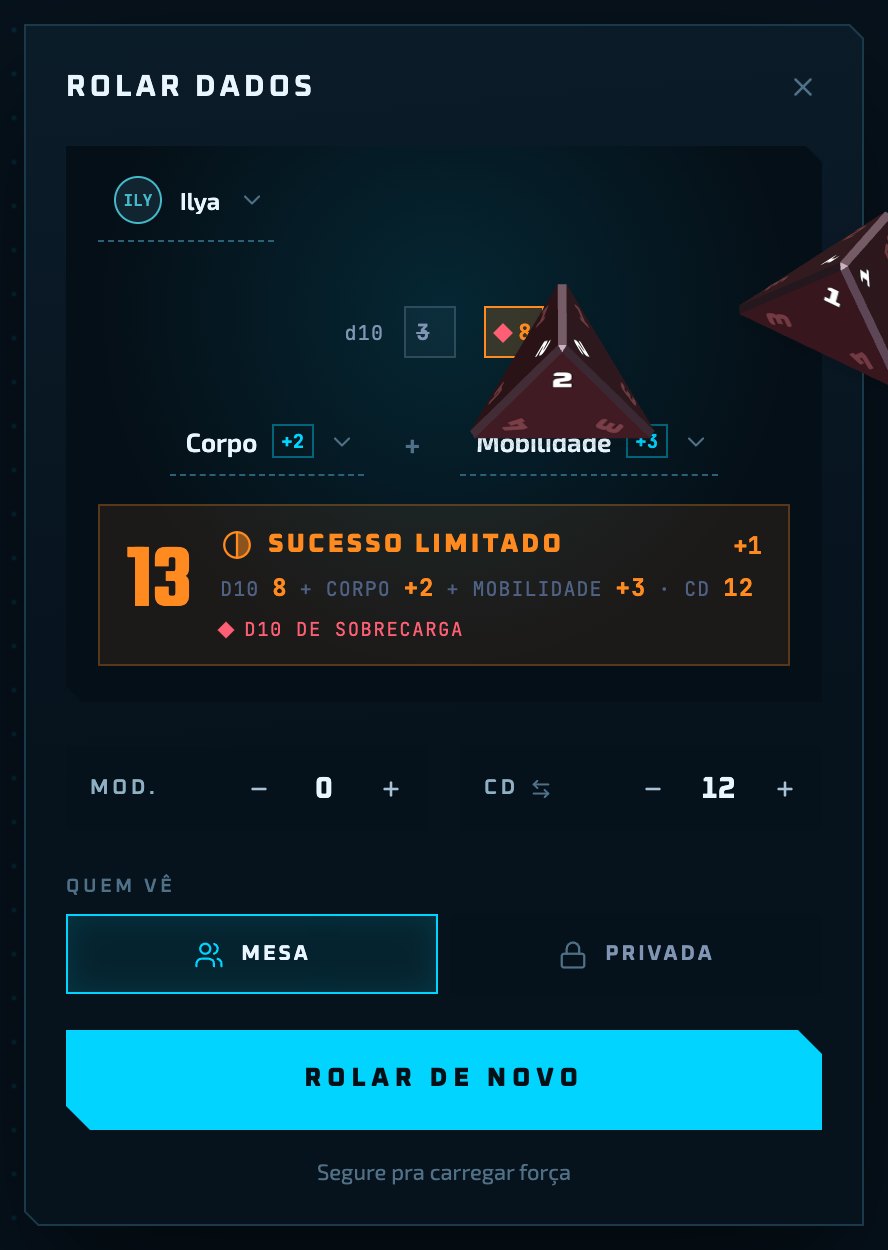 ROLAR DADOS
ILY Ilya
d10 3 8
2
1
Corpo +2 + Mobilidade +3
13 SUCESSO LIMITADO +1
D10 8 + CORPO +2 + MOBILIDADE +3 · CD 12
D10 DE SOBRECARGA
MOD. − 0 + CD − 12 +
QUEM VÊ
MESA PRIVADA
ROLAR DE NOVO
Segure pra carregar força